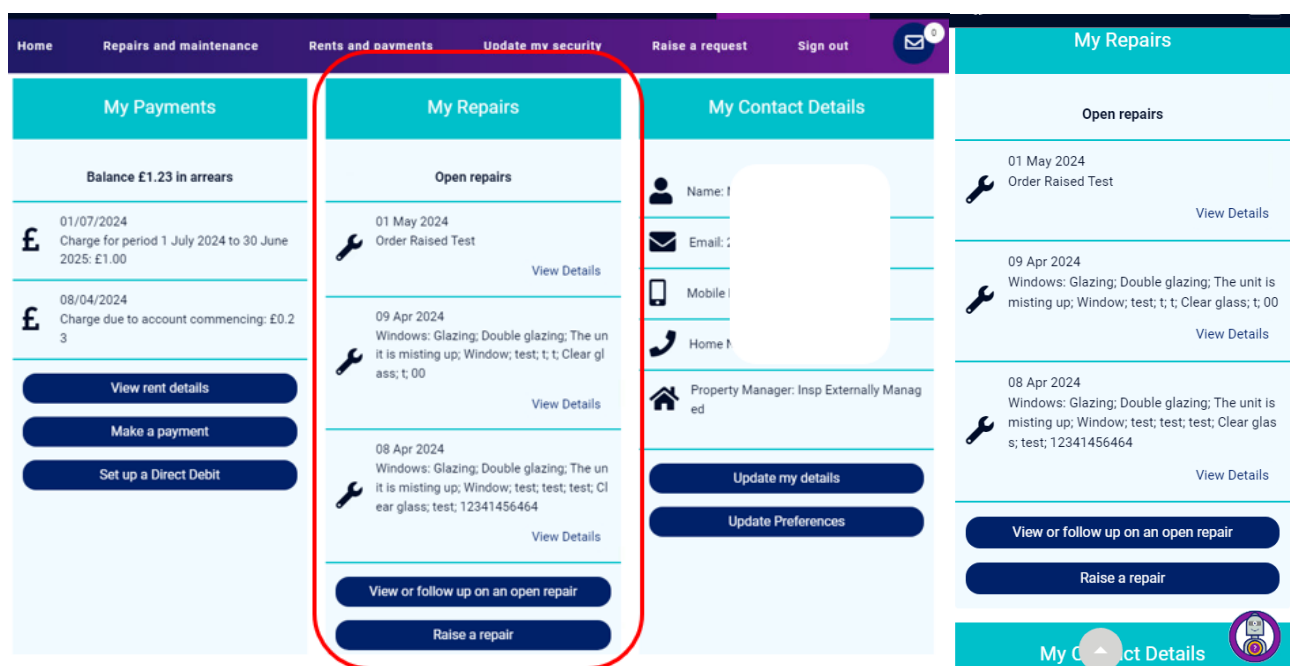 Home Repairs and maintenance Rents and payments Update my security Raise a request Sign out 0
My Payments
Balance £1.23 in arrears
£
01/07/2024
Charge for period 1 July 2024 to 30 June
2025: £1.00
£
08/04/2024
Charge due to account commencing: £0.2
3
View rent details
Make a payment
Set up a Direct Debit
My Repairs
Open repairs
01 May 2024
Order Raised Test
View Details
09 Apr 2024
Windows: Glazing; Double glazing; The un
it is misting up; Window; test; t; t; Clear gl
ass; t; 00
View Details
08 Apr 2024
Windows: Glazing; Double glazing; The un
it is misting up; Window; test; test; test; Cl
ear glass; test; 12341456464
View Details
View or follow up on an open repair
Raise a repair
My Contact Details
Name:
Email:
Mobile
Home
Property Manager: Insp Externally Manag
ed
Update my details
Update Preferences
My Repairs
Open repairs
01 May 2024
Order Raised Test
View Details
09 Apr 2024
Windows: Glazing; Double glazing; The unit is
misting up; Window; test; t; t; Clear glass; t; 00
View Details
08 Apr 2024
Windows: Glazing; Double glazing; The unit is
misting up; Window; test; test; test; Clear glas
s; test; 12341456464
View Details
View or follow up on an open repair
Raise a repair
My C ct Details